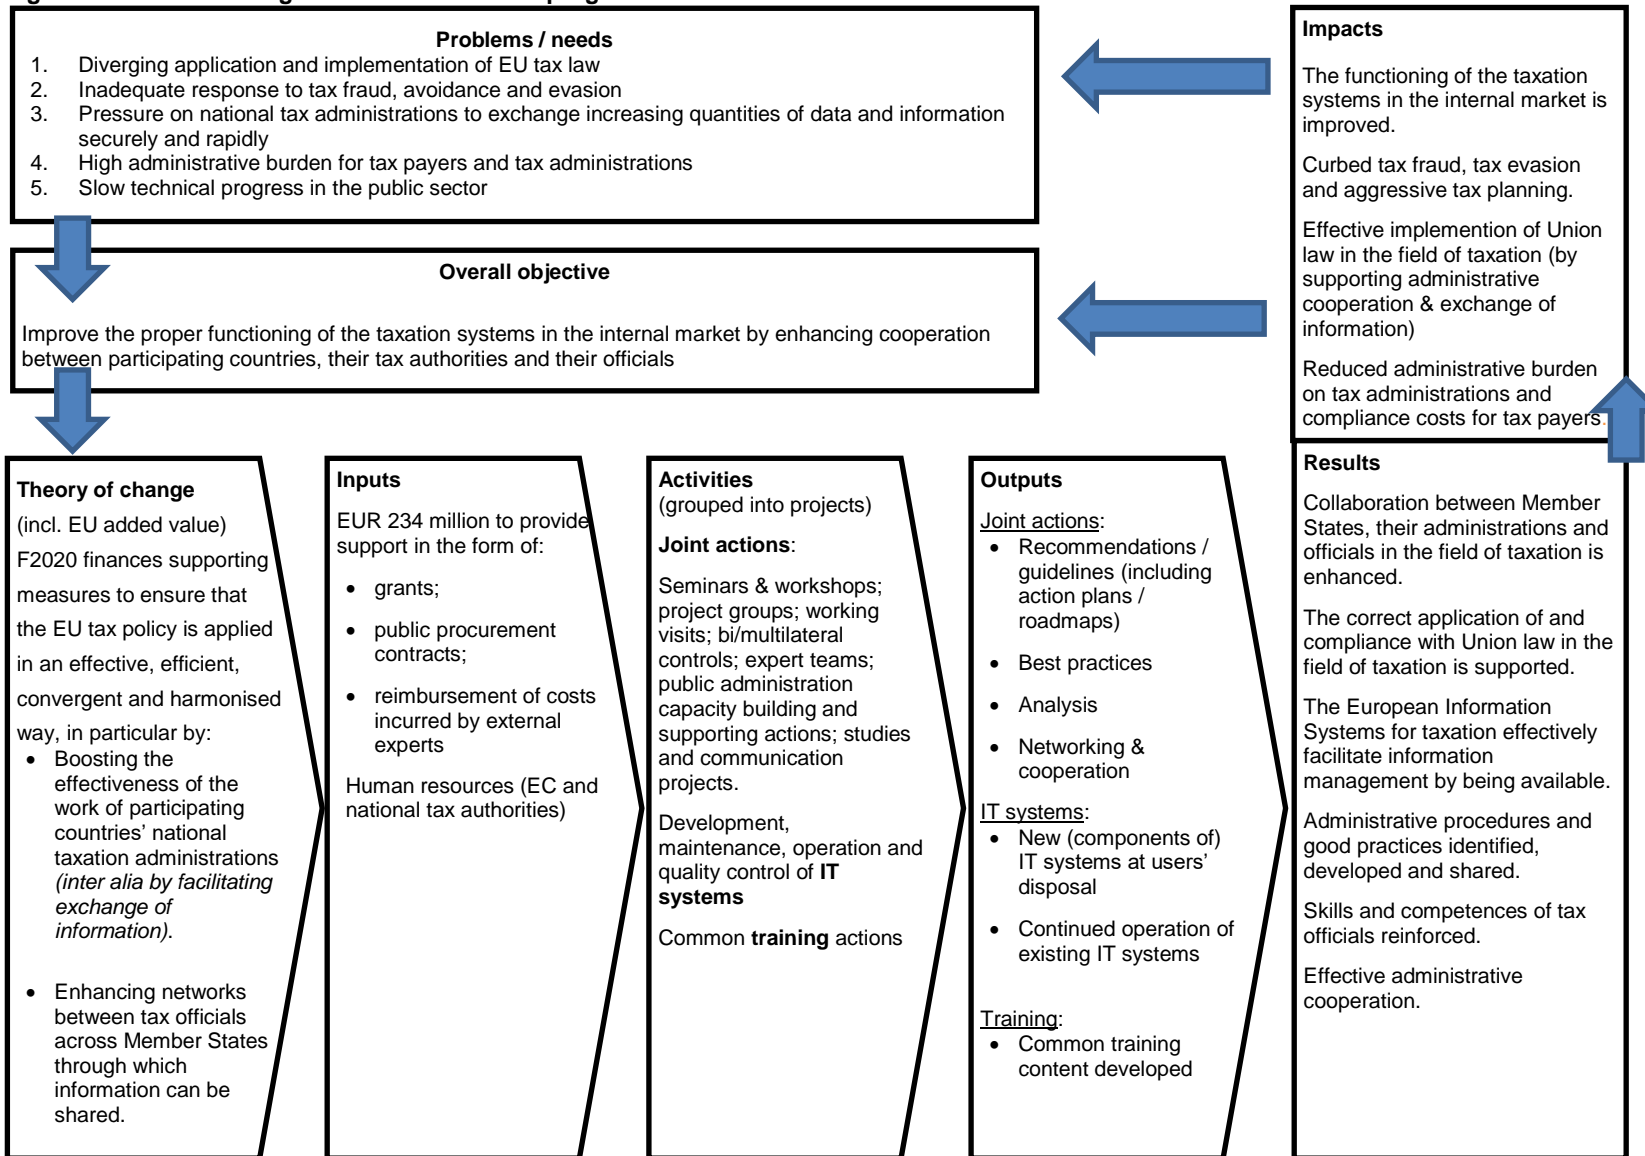 Problems / needs
1. Diverging application and implementation of EU tax law
2. Inadequate response to tax fraud, avoidance and evasion
3. Pressure on national tax administrations to exchange increasing quantities of data and information
securely and rapidly
4. High administrative burden for tax payers and tax administrations
5. Slow technical progress in the public sector
Overall objective
Improve the proper functioning of the taxation systems in the internal market by enhancing cooperation
between participating countries, their tax authorities and their officials
Impacts
The functioning of the taxation
systems in the internal market is
improved.
Curbed tax fraud, tax evasion
and aggressive tax planning.
Effective implemention of Union
law in the field of taxation (by
supporting administrative
cooperation & exchange of
information)
Reduced administrative burden
on tax administrations and
compliance costs for tax payers.
Theory of change
(incl. EU added value)
F2020 finances supporting
measures to ensure that
the EU tax policy is applied
in an effective, efficient,
convergent and harmonised
way, in particular by:
• Boosting the
effectiveness of the
work of participating
countries' national
taxation administrations
(inter alia by facilitating
exchange of
information).
• Enhancing networks
between tax officials
across Member States
through which
information can be
shared.
Inputs
EUR 234 million to provide
support in the form of:
• grants;
• public procurement
contracts;
• reimbursement of costs
incurred by external
experts
Human resources (EC and
national tax authorities)
Activities
(grouped into projects)
Joint actions:
Seminars & workshops;
project groups; working
visits; bi/multilateral
controls; expert teams;
public administration
capacity building and
supporting actions; studies
and communication
projects.
Development,
maintenance, operation and
quality control of IT
systems
Common training actions
Outputs
Joint actions:
• Recommendations /
guidelines (including
action plans /
roadmaps)
• Best practices
• Analysis
• Networking &
cooperation
IT systems:
• New (components of)
IT systems at users'
disposal
• Continued operation of
existing IT systems
Training:
• Common training
content developed
Results
Collaboration between Member
States, their administrations and
officials in the field of taxation is
enhanced.
The correct application of and
compliance with Union law in the
field of taxation is supported.
The European Information
Systems for taxation effectively
facilitate information
management by being available.
Administrative procedures and
good practices identified,
developed and shared.
Skills and competences of tax
officials reinforced.
Effective administrative
cooperation.